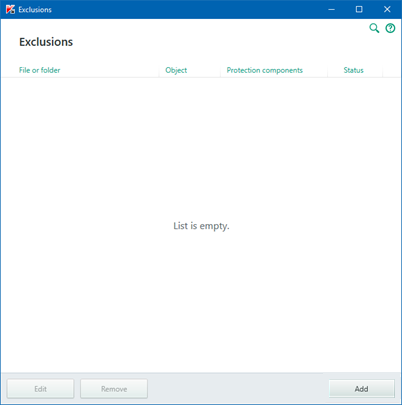 Exclusions
Exclusions
File or folder Object Protection components Status
List is empty.
Edit Remove Add